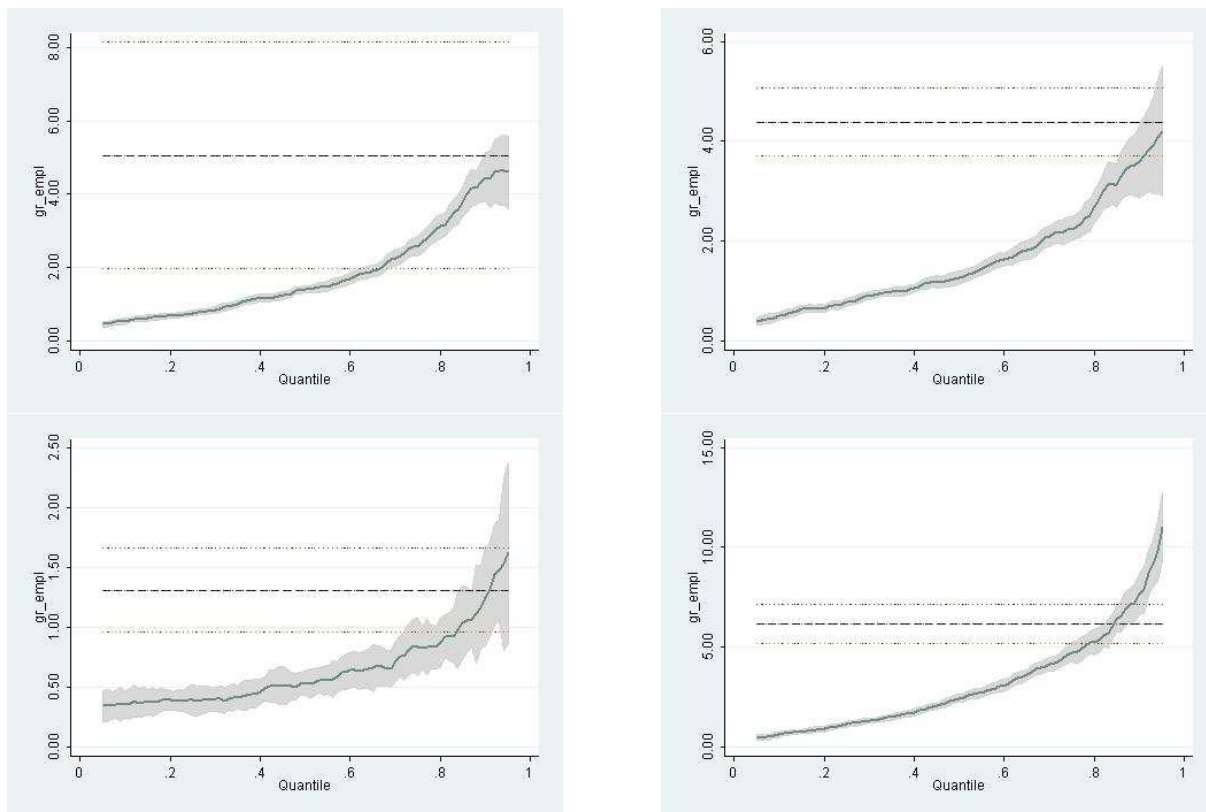 gr_empl
0.00 2.00 4.00 6.00 8.00
0 .2 .4 .6 .8 1
Quantile
gr_empl
0.00 2.00 4.00 6.00
0 .2 .4 .6 .8 1
Quantile
gr_empl
0.00 0.50 1.00 1.50 2.00 2.50
0 .2 .4 .6 .8 1
Quantile
gr_empl
0.00 5.00 10.00 15.00
0 .2 .4 .6 .8 1
Quantile